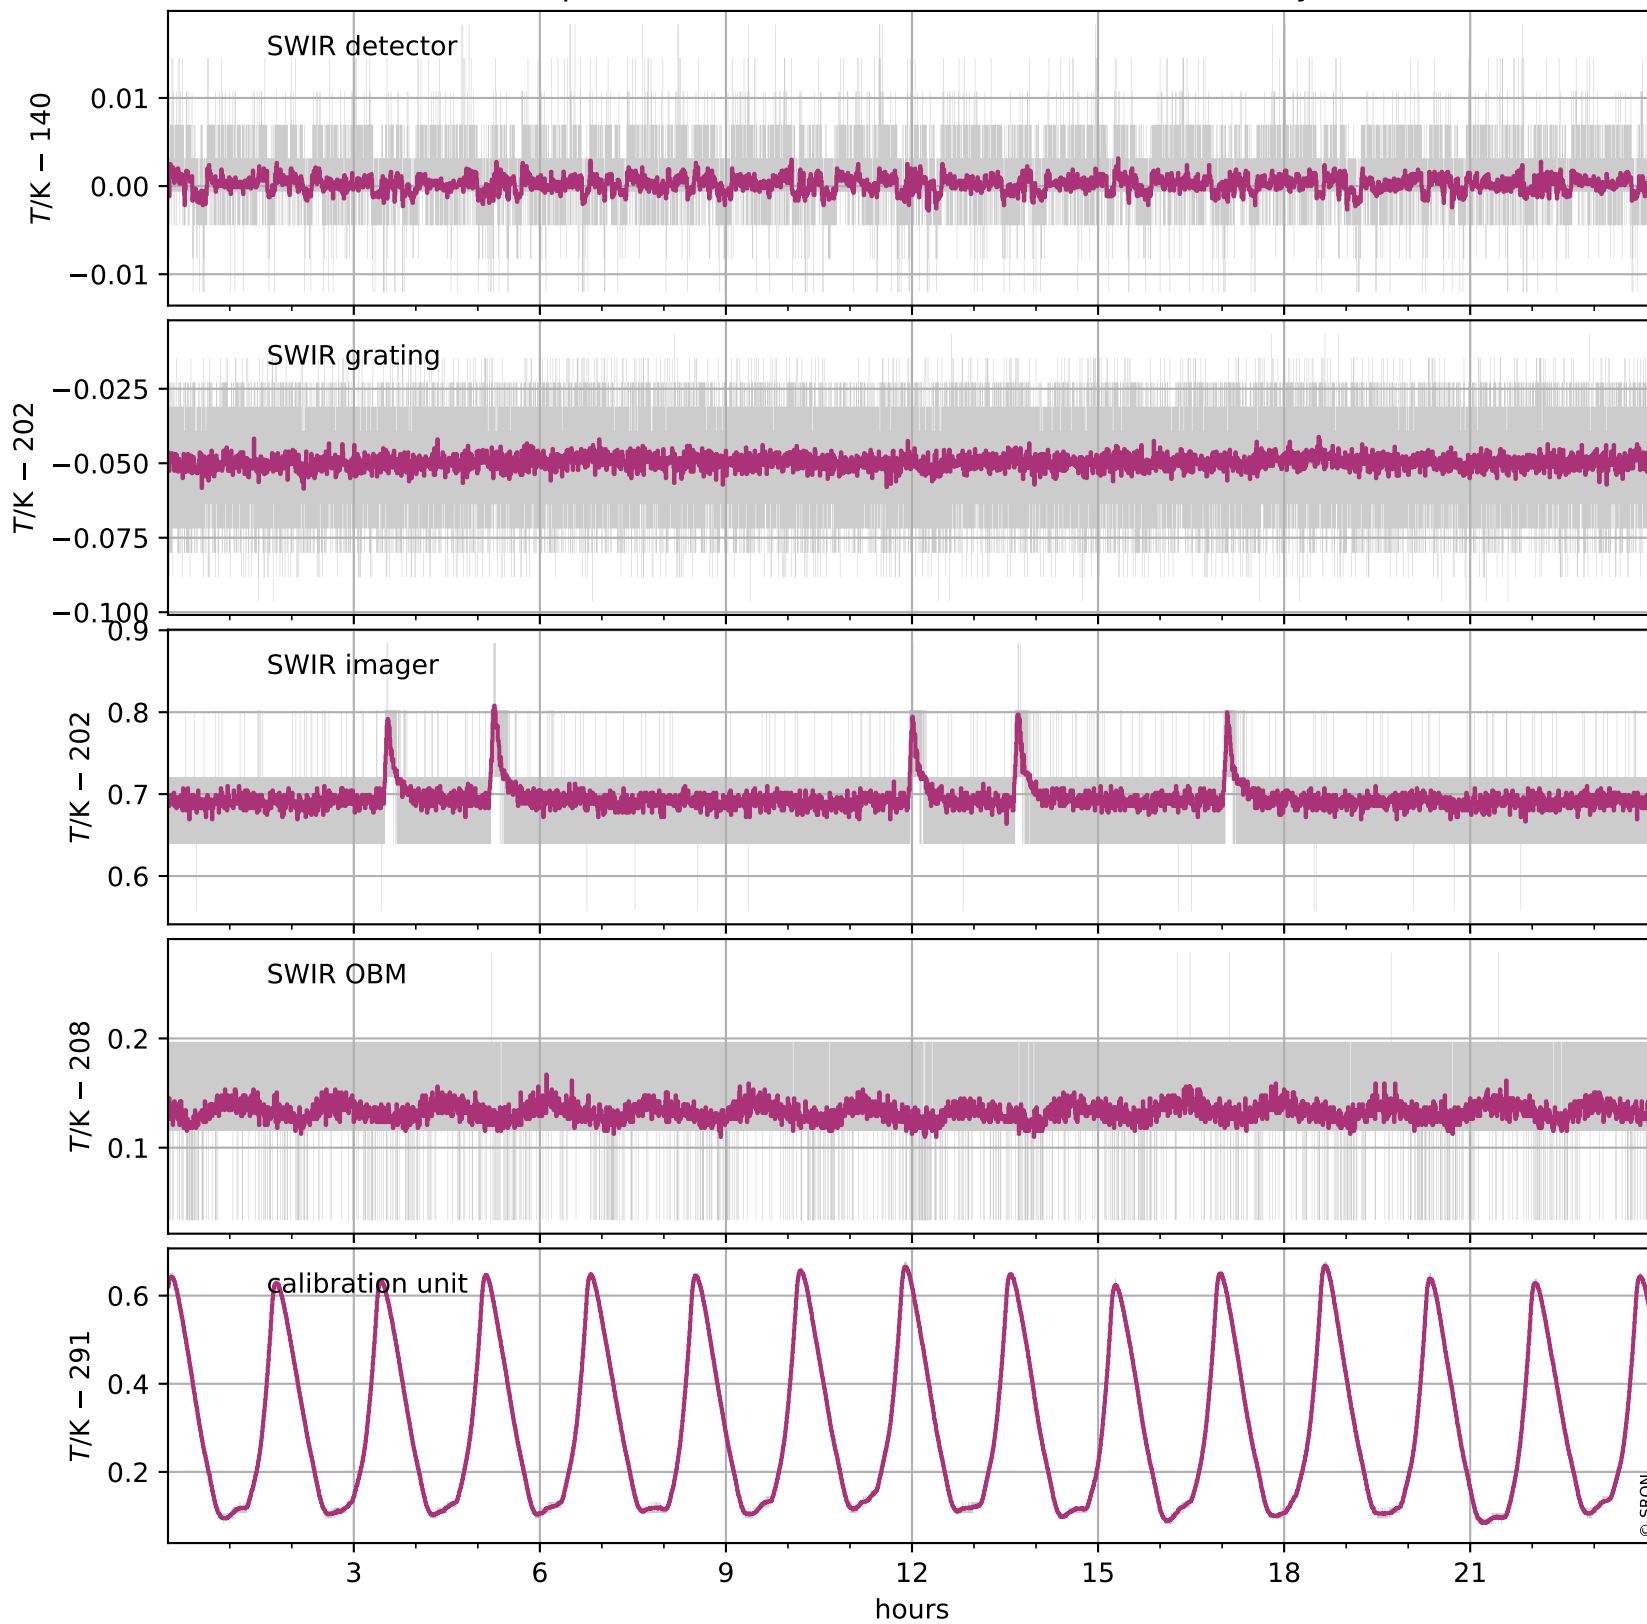 SWIR detector
T/K − 140
0.01
0.00
−0.01
SWIR grating
T/K − 202
−0.025
−0.050
−0.075
−0.100
SWIR imager
T/K − 202
0.9
0.8
0.7
0.6
SWIR OBM
T/K − 208
0.2
0.1
calibration unit
T/K − 291
0.6
0.4
0.2
© SRON
3 6 9 12 15 18 21
hours